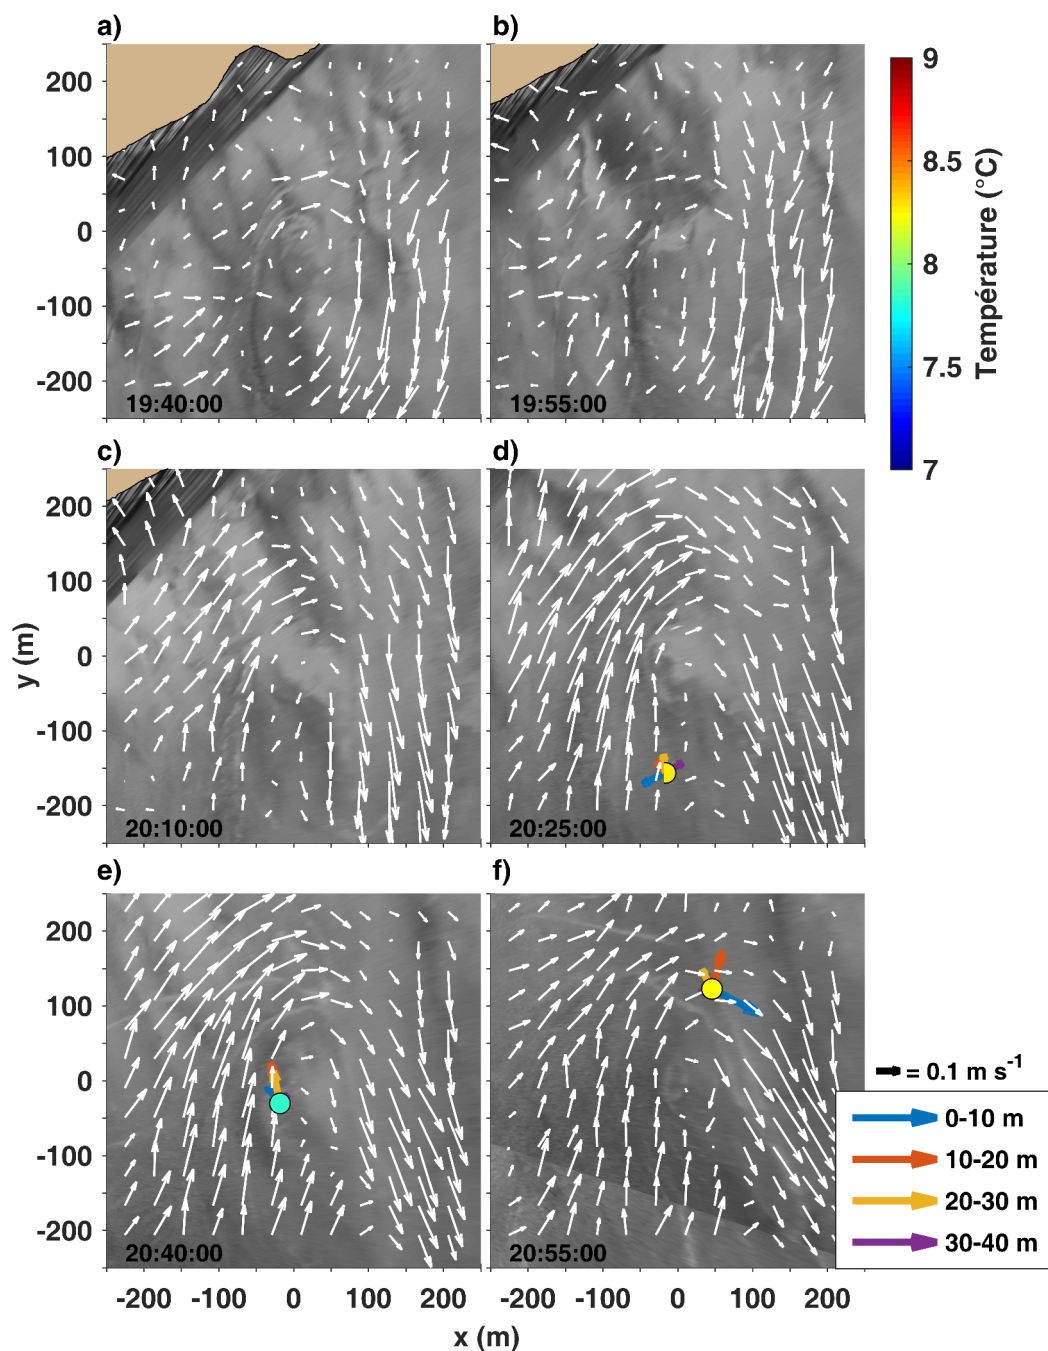 a)
b)
200
100
0
-100
-200
19:40:00
19:55:00
9
8.5
8
7.5
7
Température (°C)
c)
d)
200
100
0
-100
-200
20:10:00
20:25:00
y (m)
e)
f)
200
100
0
-100
-200
20:40:00
20:55:00
= 0.1 m s⁻¹
0-10 m
10-20 m
20-30 m
30-40 m
-200 -100 0 100 200
-200 -100 0 100 200
x (m)